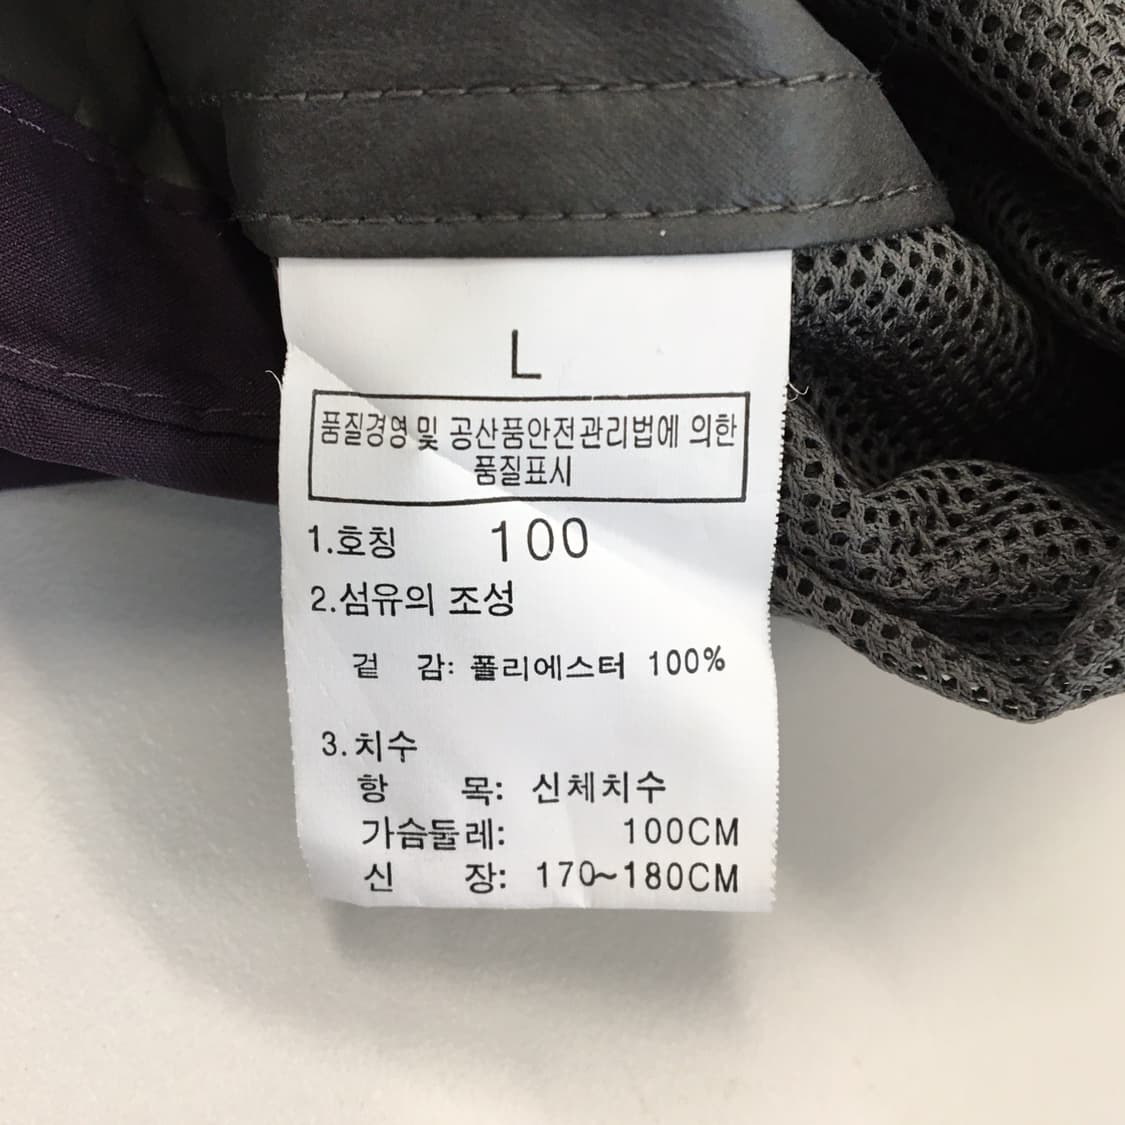 L
품질경영 및 공산품안전관리법에 의한
품질표시
1.호칭 100
2.섬유의 조성
겉 감: 폴리에스터 100%
3.치수
항 목: 신체치수
가슴둘레: 100CM
신 장: 170~180CM